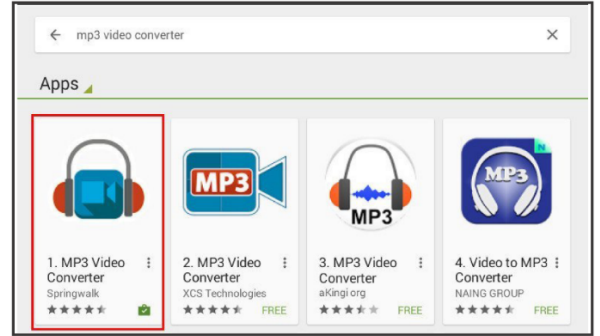 mp3 video converter
Apps
MP3
MP3
N
MP3
1. MP3 Video
Converter
Springwalk
2. MP3 Video
Converter
XCS Technologies
FREE
3. MP3 Video
Converter
aKingi org
FREE
4. Video to MP3
Converter
NAING GROUP
FREE